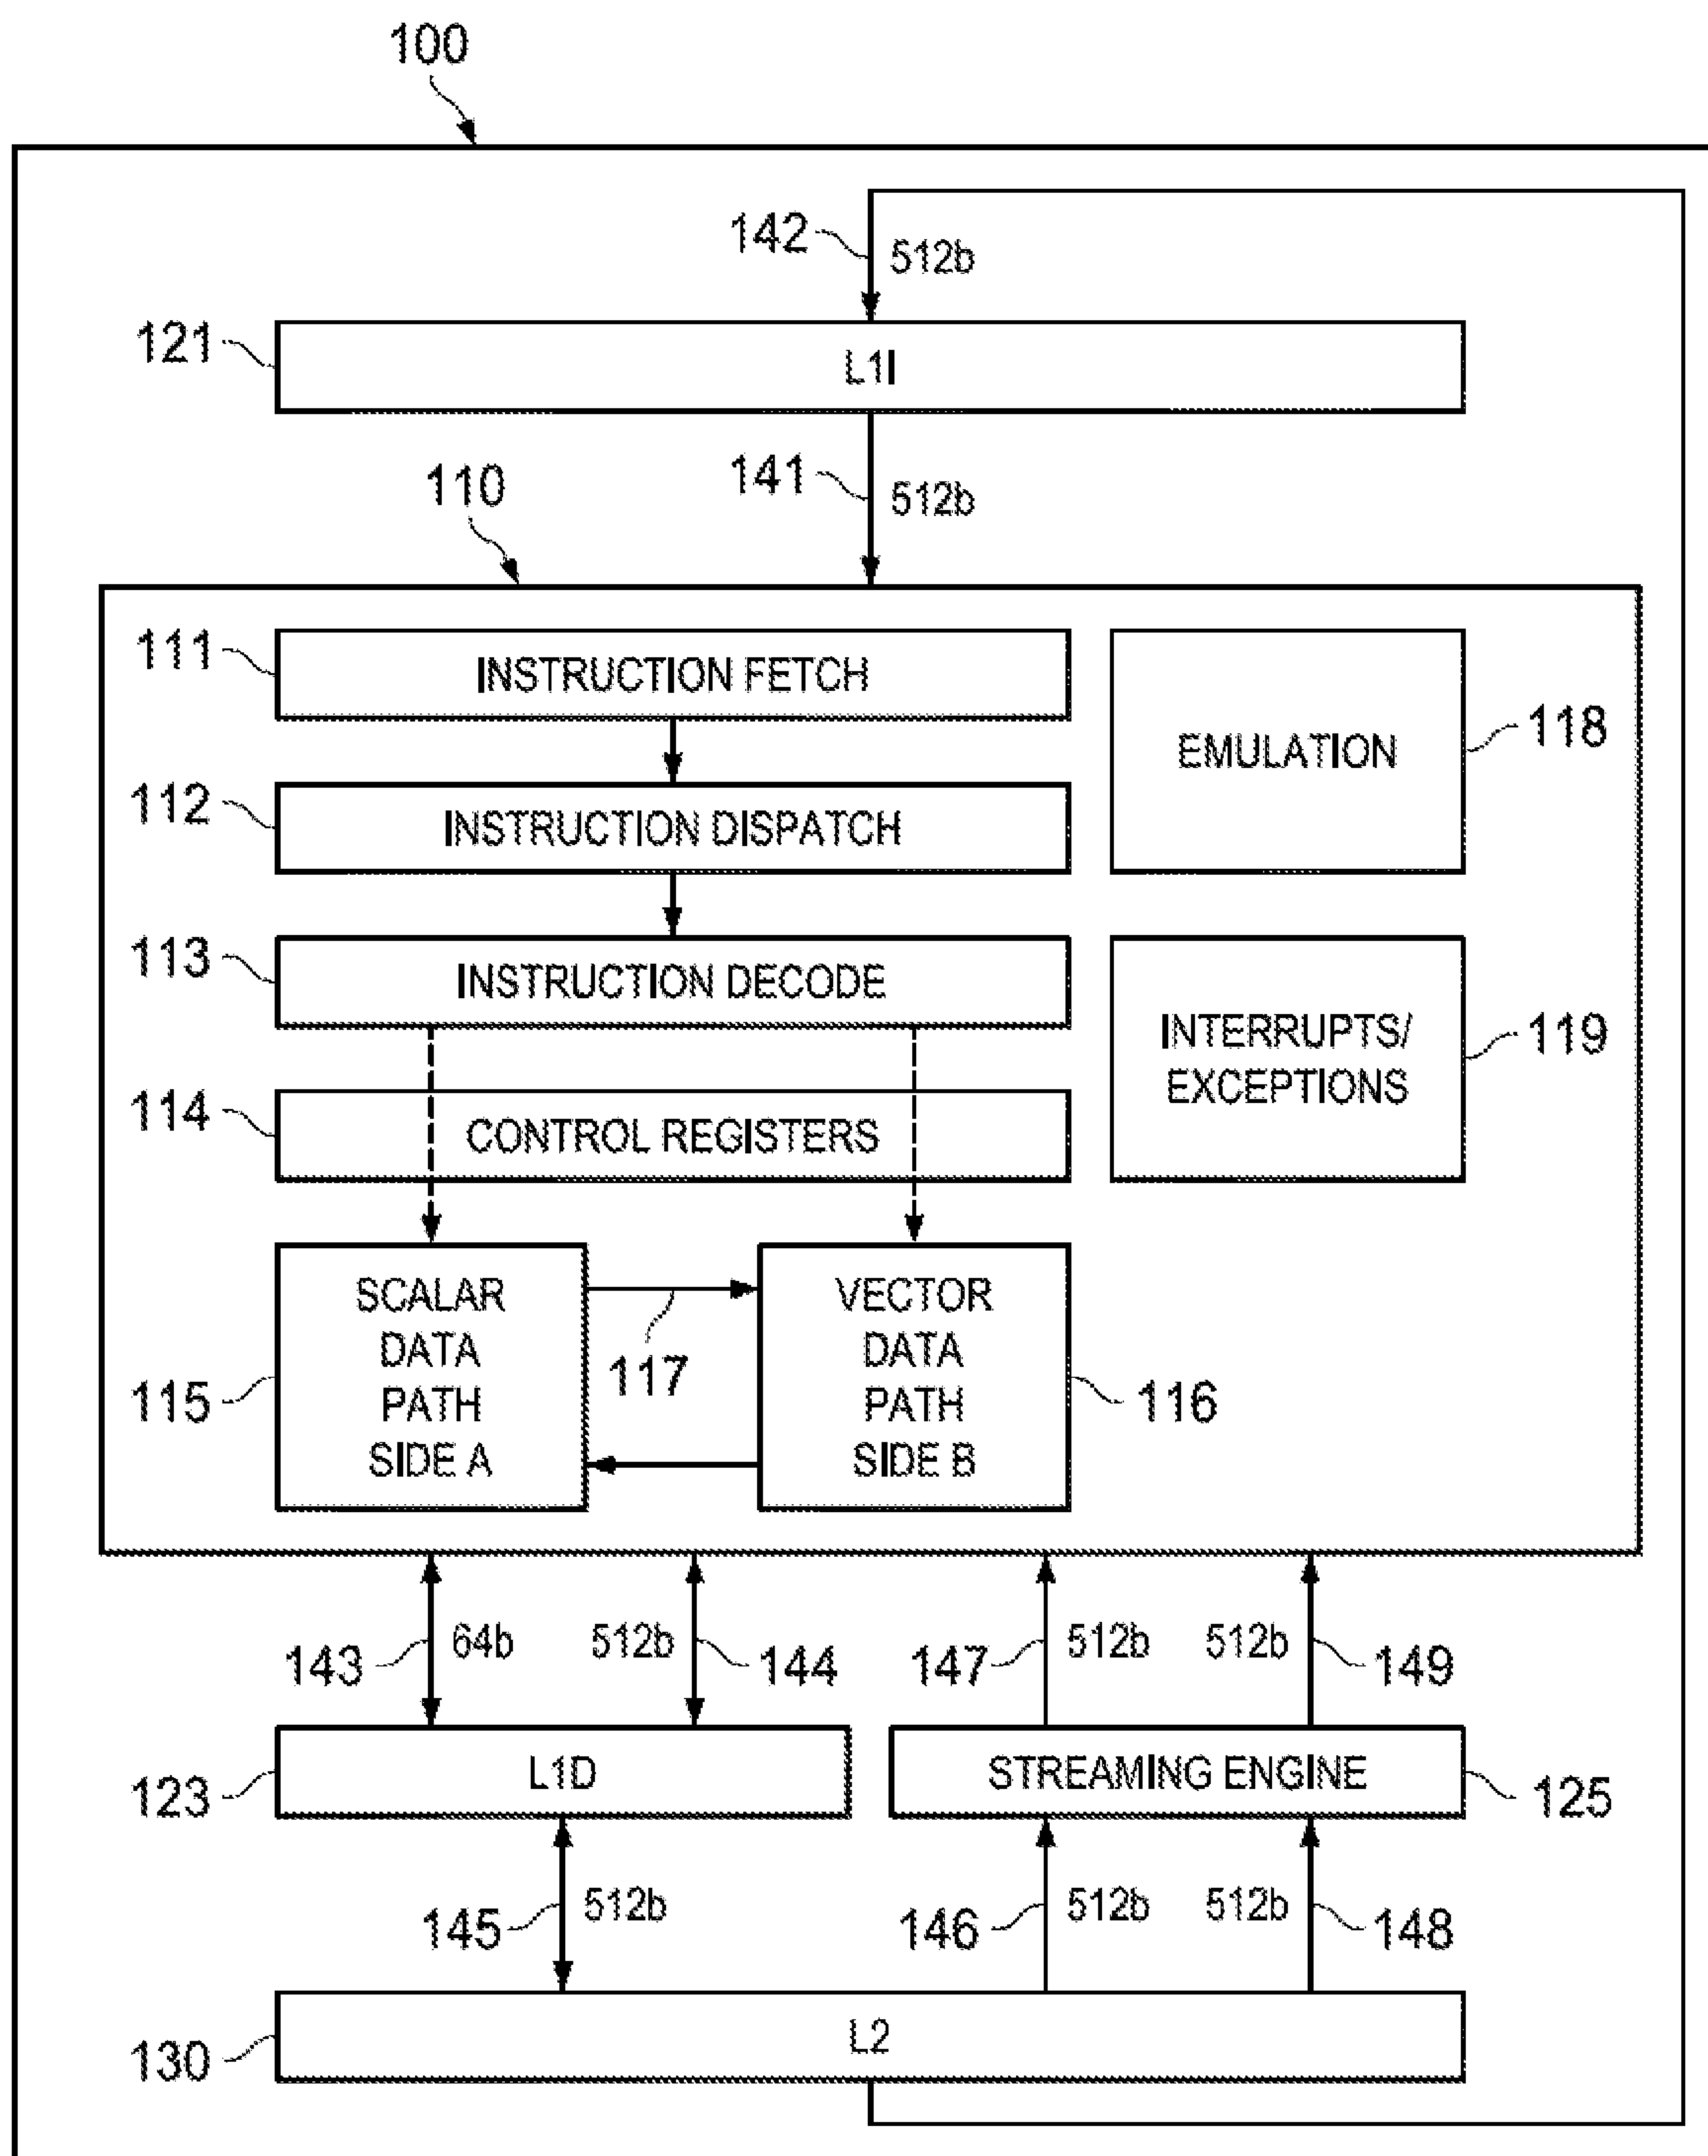 100
142
512b
121
L1I
141
512b
110
111
INSTRUCTION FETCH
EMULATION
118
112
INSTRUCTION DISPATCH
113
INSTRUCTION DECODE
INTERRUPTS/
EXCEPTIONS
119
114
CONTROL REGISTERS
SCALAR
DATA
PATH
SIDE A
115
117
VECTOR
DATA
PATH
SIDE B
116
143
64b
512b
144
147
512b
512b
149
123
L1D
STREAMING ENGINE
125
145
512b
146
512b
512b
148
130
L2